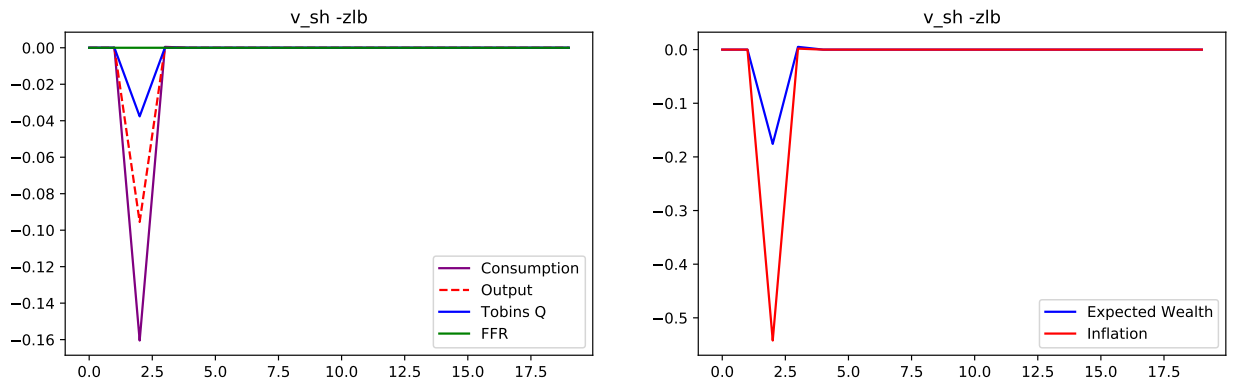 v_sh -zlb
0.00
−0.02
−0.04
−0.06
−0.08
−0.10
−0.12
−0.14
−0.16
0.0 2.5 5.0 7.5 10.0 12.5 15.0 17.5
Consumption
Output
Tobins Q
FFR
v_sh -zlb
0.0
−0.1
−0.2
−0.3
−0.4
−0.5
0.0 2.5 5.0 7.5 10.0 12.5 15.0 17.5
Expected Wealth
Inflation